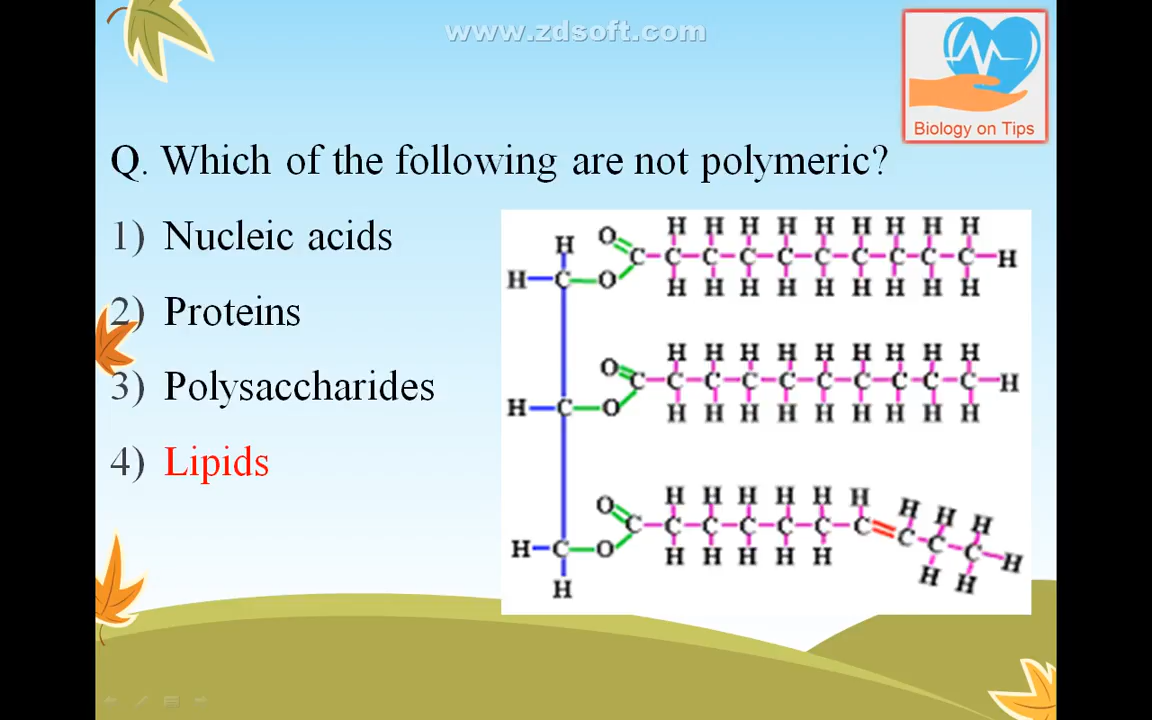 www.zdsoft.com
Biology on Tips
Q. Which of the following are not polymeric?
1) Nucleic acids
2) Proteins
3) Polysaccharides
4) Lipids
H O H H H H H H H H H
H C O C C C C C C C C C C H
H H H H H H H H H
O H H H H H H H H H
H C O C C C C C C C C C C H
H H H H H H H H H
O H H H H H H H H H
H C O C C C C C C C C C C H
H H H H H H H H